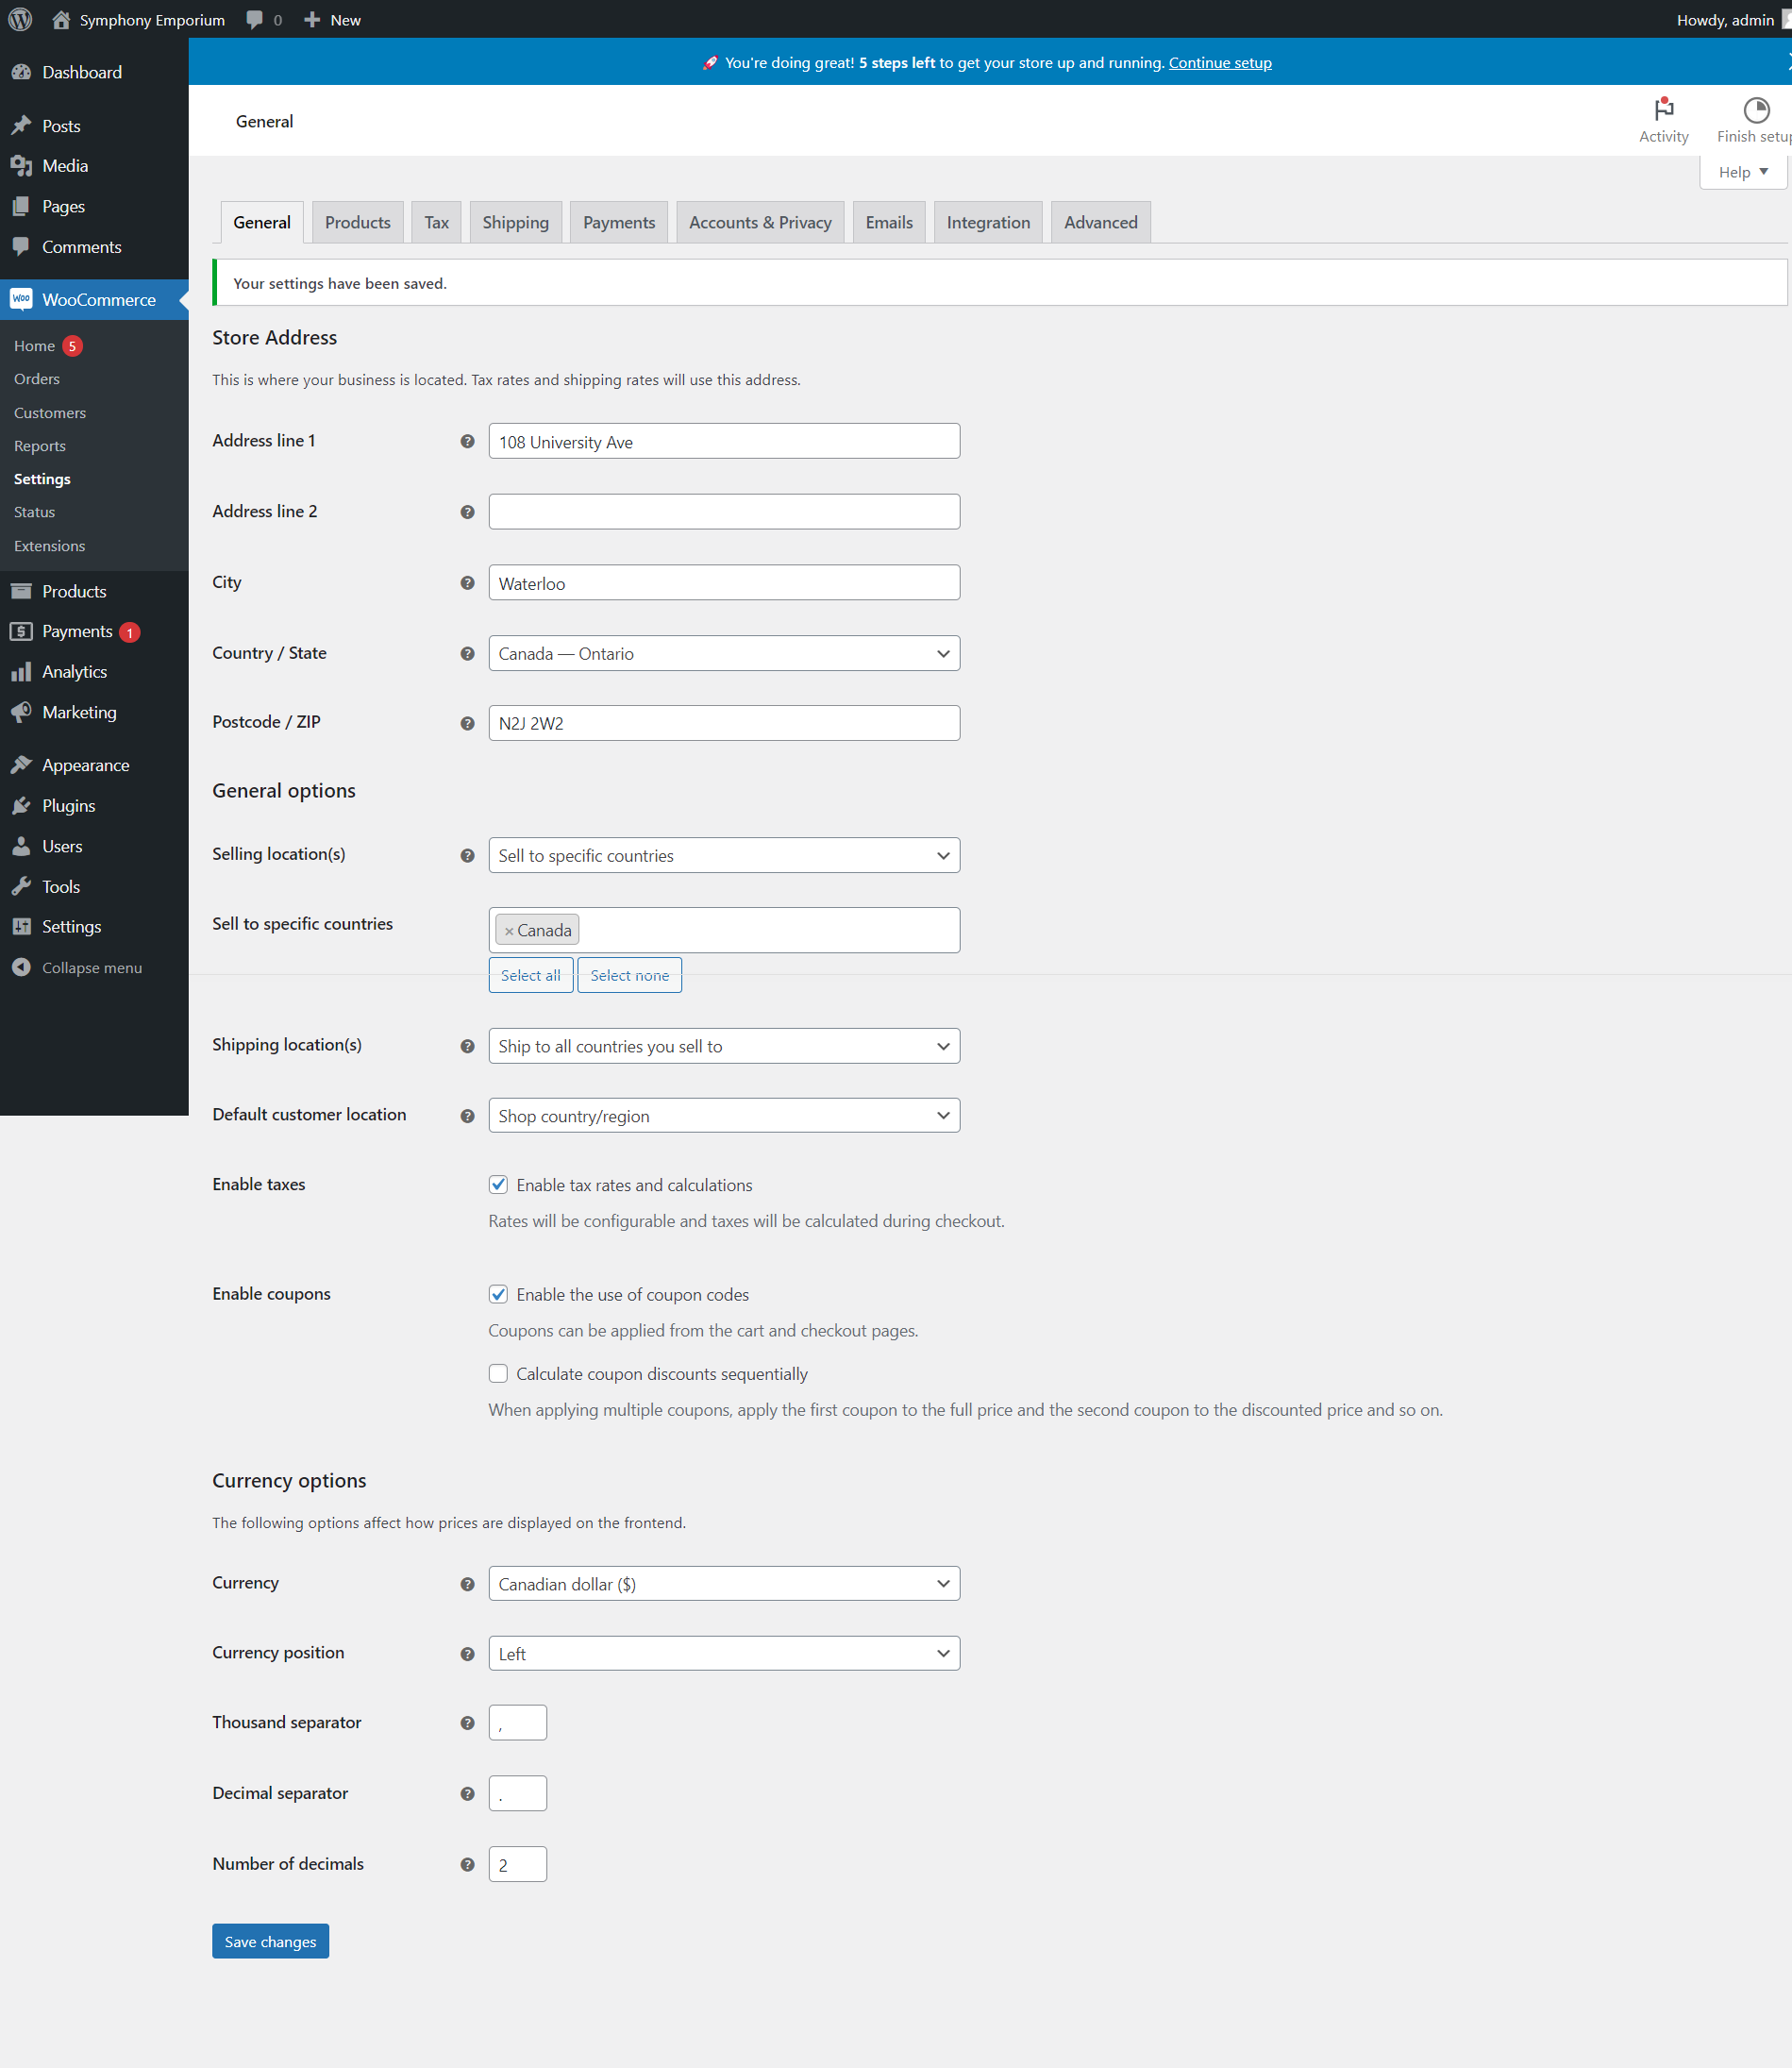 Symphony Emporium 0 New Howdy, admin
Dashboard
Posts
Media
Pages
Comments
WooCommerce
Home 5
Orders
Customers
Reports
Settings
Status
Extensions
Products
Payments 1
Analytics
Marketing
Appearance
Plugins
Users
Tools
Settings
Collapse menu
You're doing great! 5 steps left to get your store up and running. Continue setup
General
Activity
Finish setup
Help
General Products Tax Shipping Payments Accounts & Privacy Emails Integration Advanced
Your settings have been saved.
Store Address
This is where your business is located. Tax rates and shipping rates will use this address.
Address line 1 108 University Ave
Address line 2
City Waterloo
Country / State Canada — Ontario
Postcode / ZIP N2J 2W2
General options
Selling location(s) Sell to specific countries
Sell to specific countries × Canada
Select all Select none
Shipping location(s) Ship to all countries you sell to
Default customer location Shop country/region
Enable taxes Enable tax rates and calculations
Rates will be configurable and taxes will be calculated during checkout.
Enable coupons Enable the use of coupon codes
Coupons can be applied from the cart and checkout pages.
Calculate coupon discounts sequentially
When applying multiple coupons, apply the first coupon to the full price and the second coupon to the discounted price and so on.
Currency options
The following options affect how prices are displayed on the frontend.
Currency Canadian dollar ($)
Currency position Left
Thousand separator ,
Decimal separator .
Number of decimals 2
Save changes